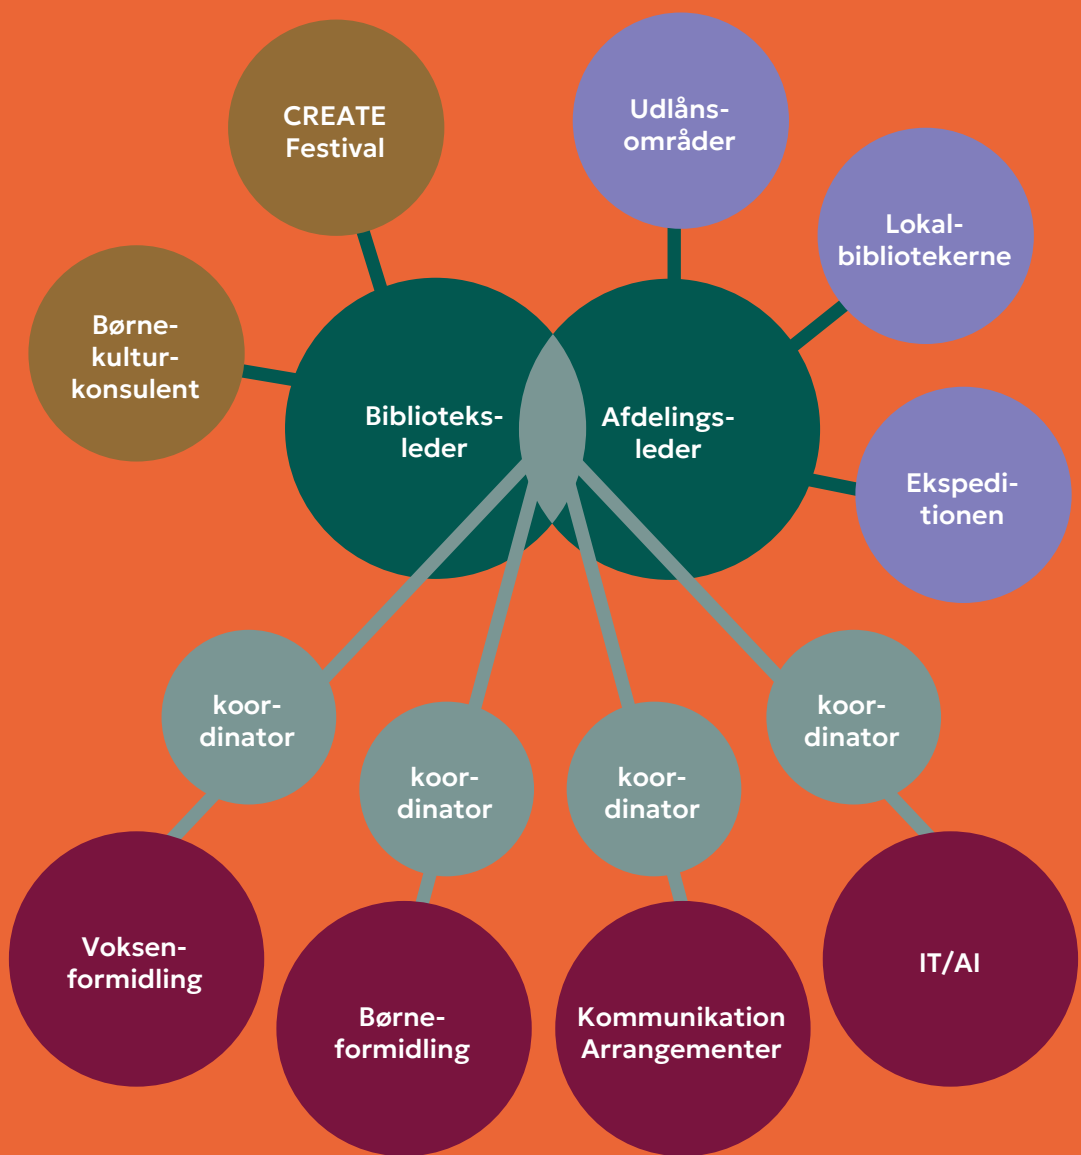 CREATE
Festival
Udlåns-
områder
Lokal-
bibliotekerne
Børne-
kultur-
konsulent
Biblioteks-
leder
Afdelings-
leder
Ekspedi-
tionen
koor-
dinator
koor-
dinator
koor-
dinator
koor-
dinator
Voksen-
formidling
Børne-
formidling
Kommunikation
Arrangementer
IT/AI